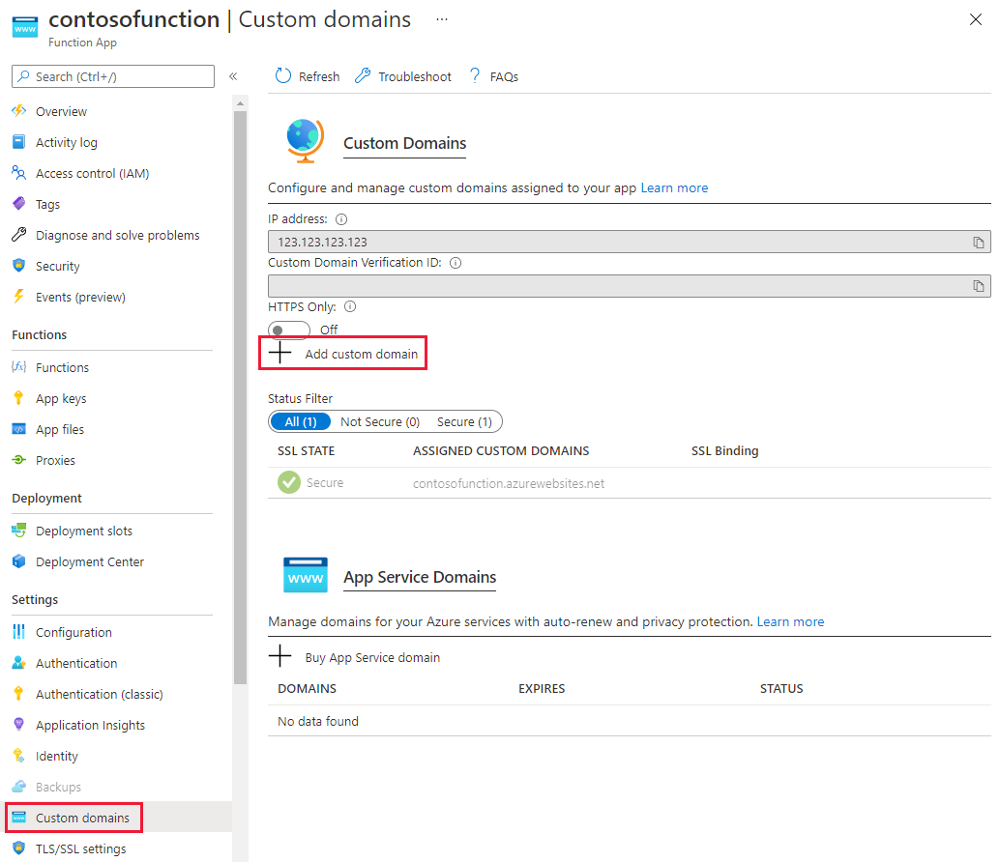 contosofunction | Custom domains ...
Function App
Search (Ctrl+/)
«
Overview
Activity log
Access control (IAM)
Tags
Diagnose and solve problems
Security
Events (preview)
Functions
Functions
App keys
App files
Proxies
Deployment
Deployment slots
Deployment Center
Settings
Configuration
Authentication
Authentication (classic)
Application Insights
Identity
Backups
Custom domains
TLS/SSL settings
Refresh Troubleshoot ? FAQs
Custom Domains
Configure and manage custom domains assigned to your app Learn more
IP address:
123.123.123.123
Custom Domain Verification ID:
HTTPS Only:
Off
Add custom domain
Status Filter
All (1) Not Secure (0) Secure (1)
SSL STATE ASSIGNED CUSTOM DOMAINS SSL Binding
Secure contosofunction.azurewebsites.net
www App Service Domains
Manage domains for your Azure services with auto-renew and privacy protection. Learn more
Buy App Service domain
DOMAINS EXPIRES STATUS
No data found